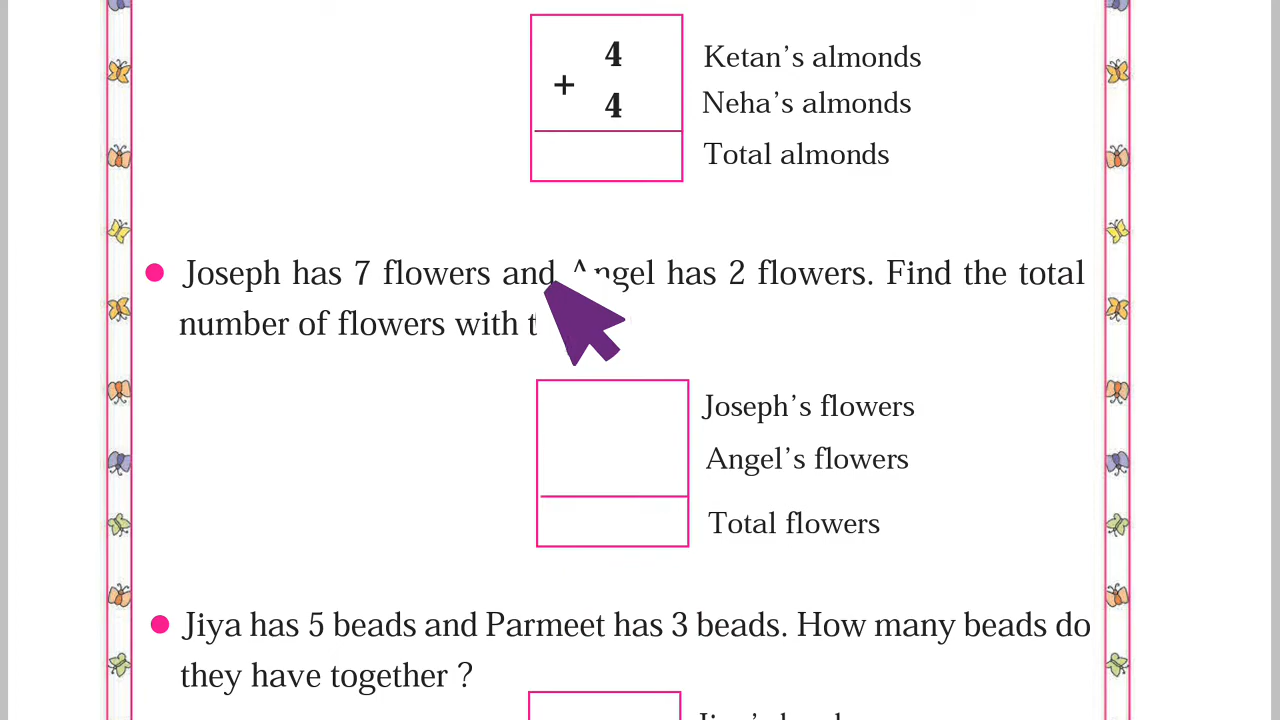 4 Ketan's almonds
+
4 Neha's almonds
Total almonds
Joseph has 7 flowers and Angel has 2 flowers. Find the total
number of flowers with
Joseph's flowers
Angel's flowers
Total flowers
Jiya has 5 beads and Parmeet has 3 beads. How many beads do
they have together ?